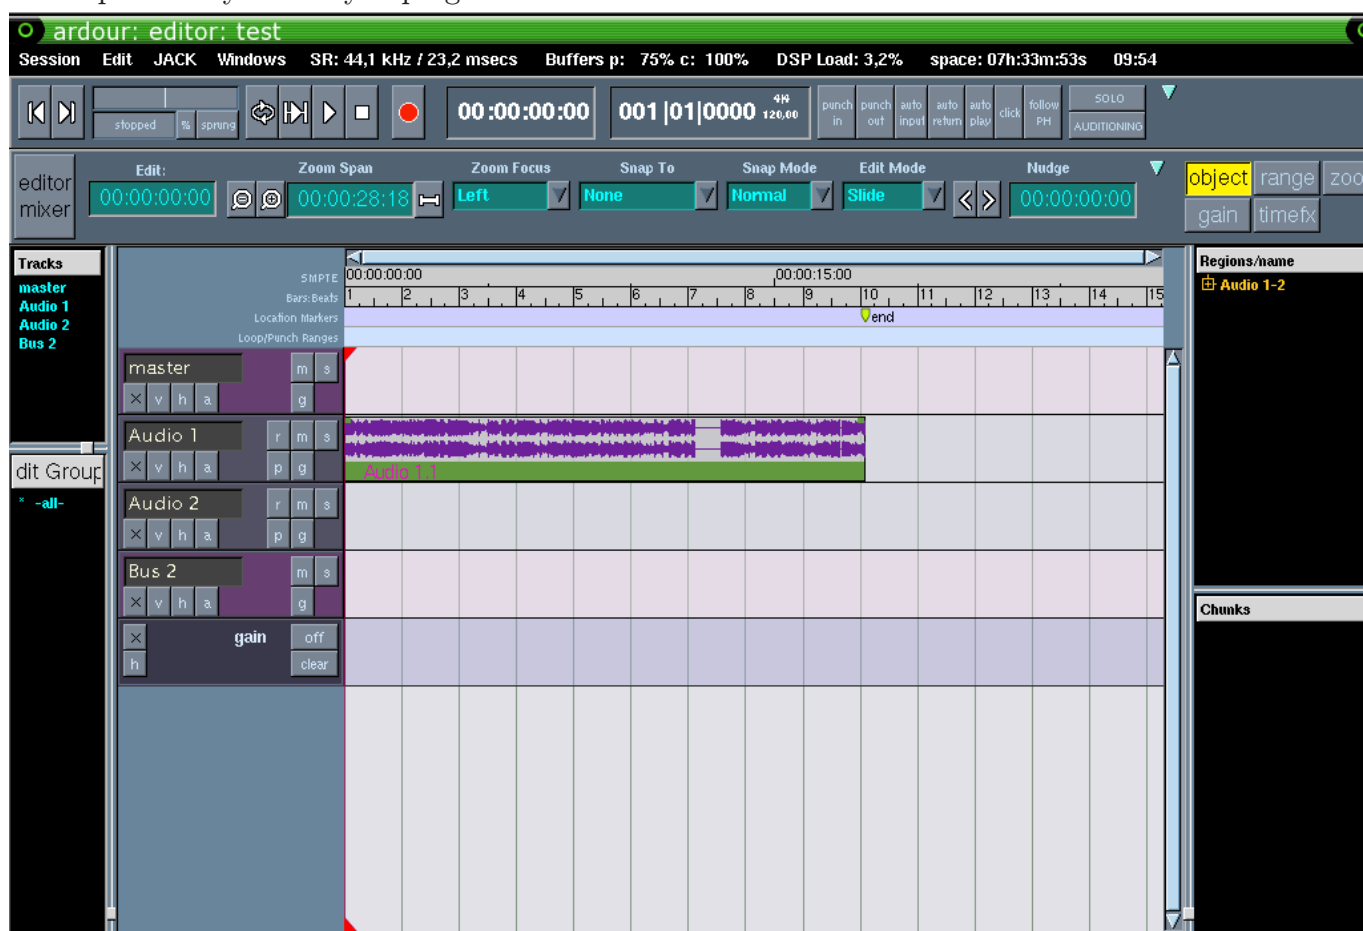 ardour: editor: test
Session Edit JACK Windows SR: 44,1 kHz / 23,2 msecs Buffers p: 75% c: 100% DSP Load: 3,2% space: 07h:33m:53s 09:54
stopped % sprung
00:00:00:00
001|01|0000 4/4 120,00
punch in punch out auto input auto return auto play click follow PH
SOLO
AUDITIONING
editor
mixer
Edit: Zoom Span Zoom Focus Snap To Snap Mode Edit Mode Nudge
00:00:00:00 00:00:28:18 Left None Normal Slide 00:00:00:00
object range zoo
gain timefx
Tracks
master
Audio 1
Audio 2
Bus 2
dit Group
* -all-
SMPTE 00:00:00:00 00:00:15:00
Bars:Beats 1 2 3 4 5 6 7 8 9 10 11 12 13 14 15
Location Markers end
Loop/Punch Ranges
master m s
x v h a g
Audio 1 r m s
x v h a p g
Audio 1.1
Audio 2 r m s
x v h a p g
Bus 2 m s
x v h a g
x gain off
h clear
Regions/name
Audio 1-2
Chunks